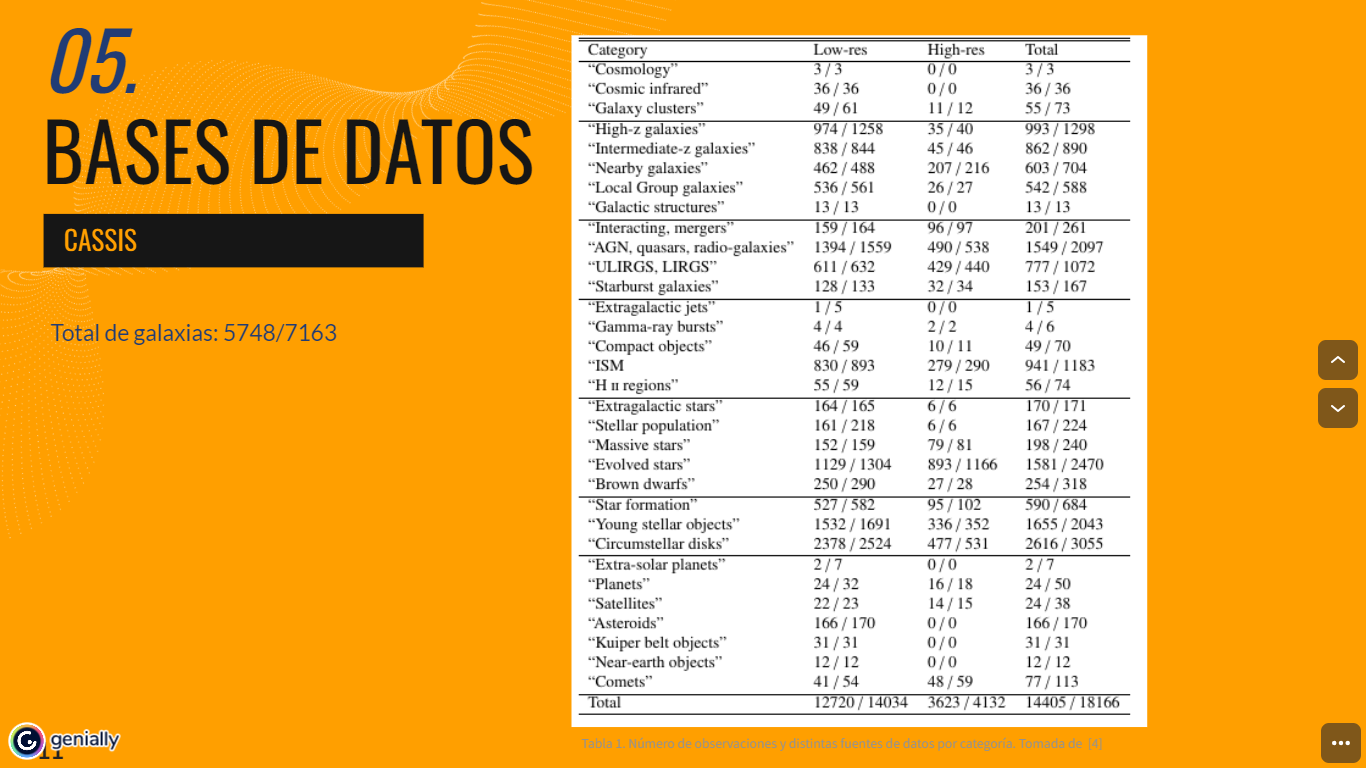 05.
BASES DE DATOS
CASSIS
Total de galaxias: 5748/7163
Category Low-res High-res Total
“Cosmology” 3 / 3 0 / 0 3 / 3
“Cosmic infrared” 36 / 36 0 / 0 36 / 36
“Galaxy clusters” 49 / 61 11 / 12 55 / 73
“High-z galaxies” 974 / 1258 35 / 40 993 / 1298
“Intermediate-z galaxies” 838 / 844 45 / 46 862 / 890
“Nearby galaxies” 462 / 488 207 / 216 603 / 704
“Local Group galaxies” 536 / 561 26 / 27 542 / 588
“Galactic structures” 13 / 13 0 / 0 13 / 13
“Interacting, mergers” 159 / 164 96 / 97 201 / 261
“AGN, quasars, radio-galaxies” 1394 / 1559 490 / 538 1549 / 2097
“ULIRGS, LIRGS” 611 / 632 429 / 440 777 / 1072
“Starburst galaxies” 128 / 133 32 / 34 153 / 167
“Extragalactic jets” 1 / 5 0 / 0 1 / 5
“Gamma-ray bursts” 4 / 4 2 / 2 4 / 6
“Compact objects” 46 / 59 10 / 11 49 / 70
“ISM 830 / 893 279 / 290 941 / 1183
“H II regions” 55 / 59 12 / 15 56 / 74
“Extragalactic stars” 164 / 165 6 / 6 170 / 171
“Stellar population” 161 / 218 6 / 6 167 / 224
“Massive stars” 152 / 159 79 / 81 198 / 240
“Evolved stars” 1129 / 1304 893 / 1166 1581 / 2470
“Brown dwarfs” 250 / 290 27 / 28 254 / 318
“Star formation” 527 / 582 95 / 102 590 / 684
“Young stellar objects” 1532 / 1691 336 / 352 1655 / 2043
“Circumstellar disks” 2378 / 2524 477 / 531 2616 / 3055
“Extra-solar planets” 2 / 7 0 / 0 2 / 7
“Planets” 24 / 32 16 / 18 24 / 50
“Satellites” 22 / 23 14 / 15 24 / 38
“Asteroids” 166 / 170 0 / 0 166 / 170
“Kuiper belt objects” 31 / 31 0 / 0 31 / 31
“Near-earth objects” 12 / 12 0 / 0 12 / 12
“Comets” 41 / 54 48 / 59 77 / 113
Total 12720 / 14034 3623 / 4132 14405 / 18166
Tabla 1. Número de observaciones y distintas fuentes de datos por categoría. Tomada de [4]
genially
11